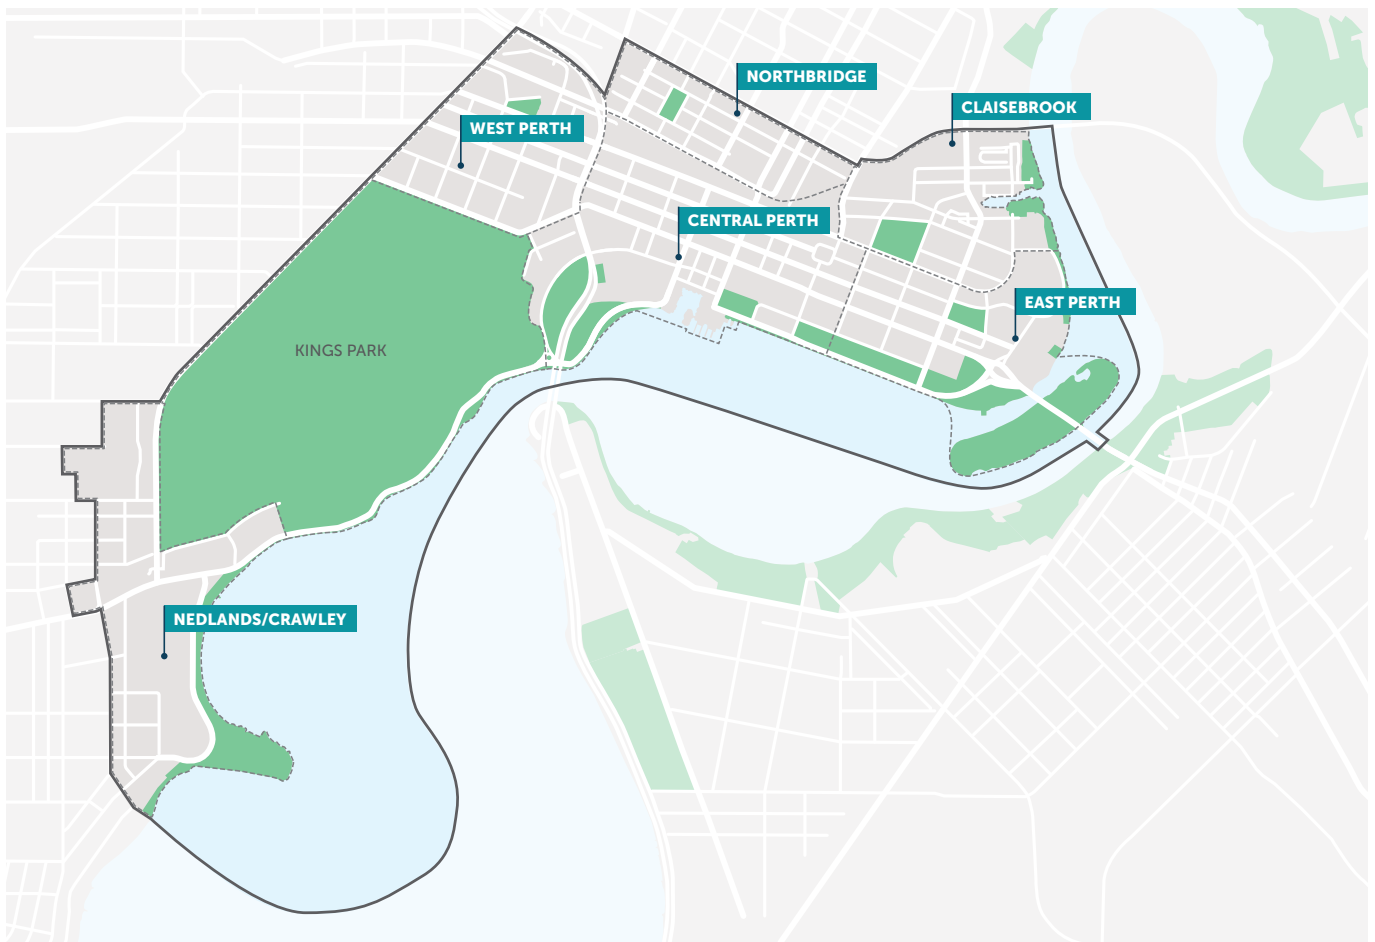 NORTHBRIDGE
CLAISEBROOK
WEST PERTH
CENTRAL PERTH
EAST PERTH
KINGS PARK
NEDLANDS/CRAWLEY